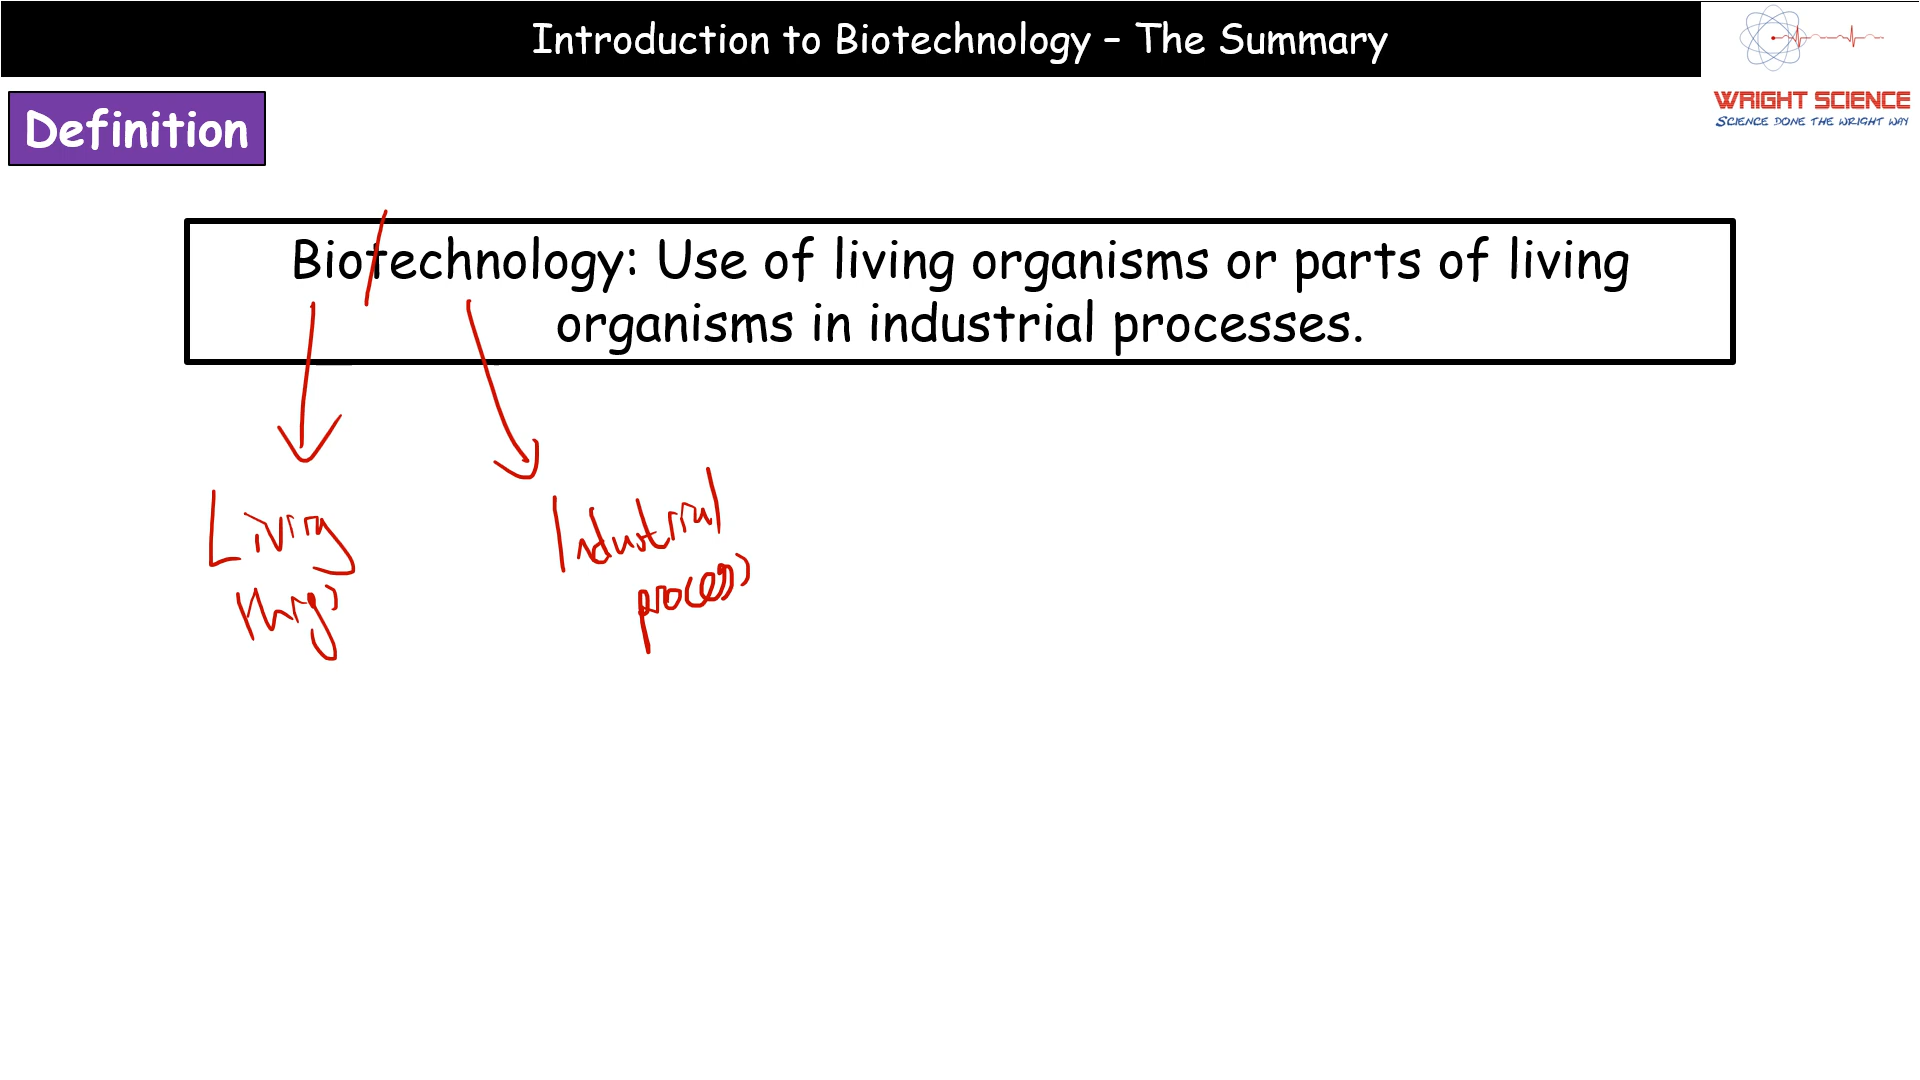 Introduction to Biotechnology – The Summary
WRIGHT SCIENCE
SCIENCE DONE THE WRIGHT WAY
Definition
Biotechnology: Use of living organisms or parts of living
organisms in industrial processes.
Living
things
Industrial
process